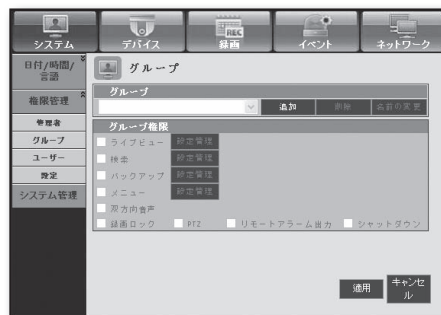 システム
デバイス
REC
録画
イベント
ネットワーク
日付/時間/
言語
権限管理
管理者
グループ
ユーザー
設定
システム管理
グループ
グループ
追加
削除
名前の変更
グループ権限
ライブビュー
設定管理
検索
設定管理
バックアップ
設定管理
メニュー
設定管理
双方向音声
録画ロック
PTZ
リモートアラーム出力
シャットダウン
適用
キャンセ
ル